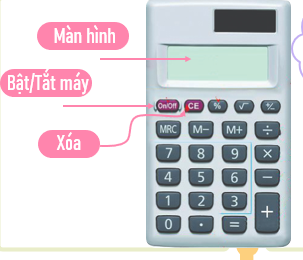 Màn hình
Bật/Tắt máy
Xóa
On/Off CE % √ +/-
MRC M− M+ ÷
7 8 9 ×
4 5 6 −
1 2 3 +
0 . =